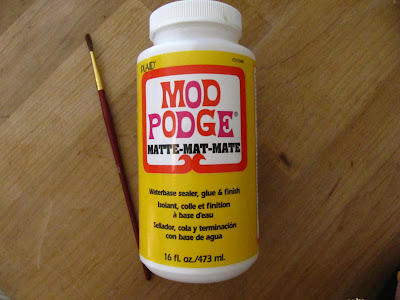 PLAID
MOD
PODGE®
MATTE-MAT-MATE
Waterbase sealer, glue & finish
Isolant, colle et finition
à base d'eau
Sellador, cola y terminación
con base de agua
16 fl. oz./473 ml.